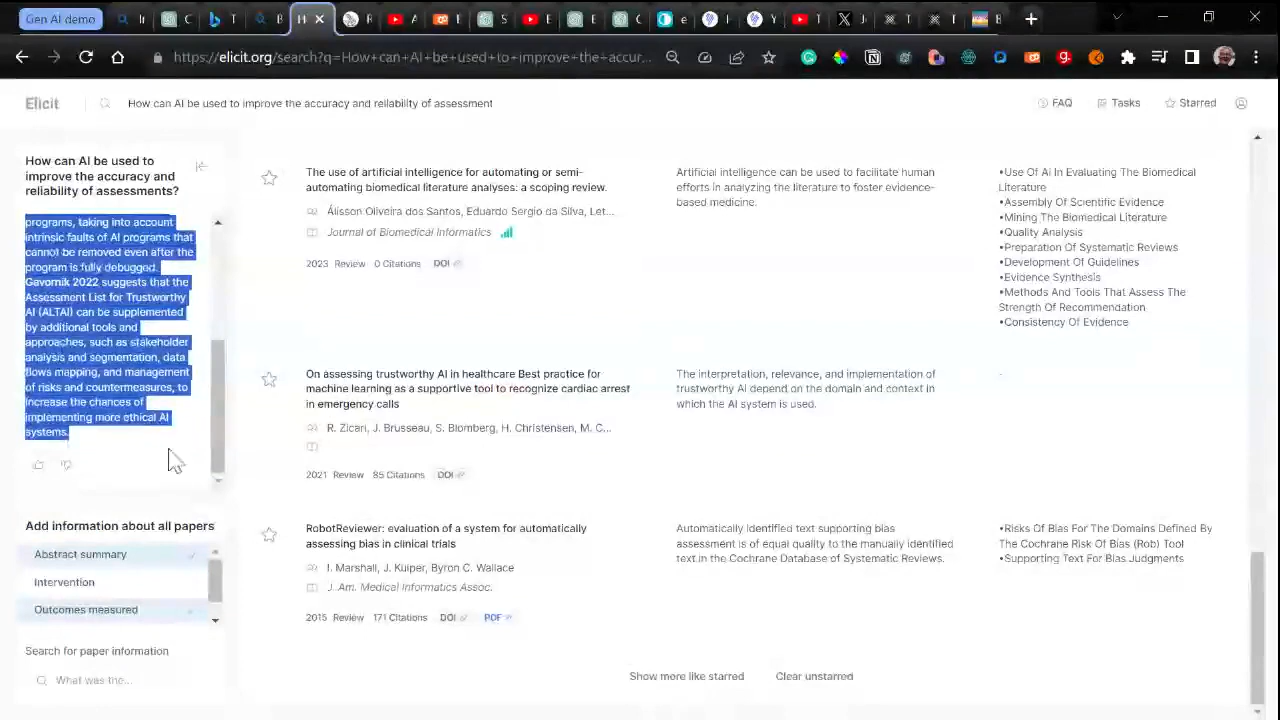 Gen AI demo
https://elicit.org/search?q=How+can+AI+be+used+to+improve+the+accur...
Elicit
How can AI be used to improve the accuracy and reliability of assessment
FAQ
Tasks
Starred
How can AI be used to
improve the accuracy and
reliability of assessments?
programs, taking into account
intrinsic faults of AI programs that
cannot be removed even after the
program is fully debugged.
Gavornik 2022 suggests that the
Assessment List for Trustworthy
AI (ALTAI) can be supplemented
by additional tools and
approaches, such as stakeholder
analysis and segmentation, data
flows mapping, and management
of risks and countermeasures, to
increase the chances of
implementing more ethical AI
systems.
Add information about all papers
Abstract summary
Intervention
Outcomes measured
Search for paper information
What was the...
The use of artificial intelligence for automating or semi-
automating biomedical literature analyses: a scoping review.
Álisson Oliveira dos Santos, Eduardo Sergio da Silva, Let...
Journal of Biomedical Informatics
2023 Review 0 Citations DOI
Artificial intelligence can be used to facilitate human
efforts in analyzing the literature to foster evidence-
based medicine.
•Use Of AI In Evaluating The Biomedical
Literature
•Assembly Of Scientific Evidence
•Mining The Biomedical Literature
•Quality Analysis
•Preparation Of Systematic Reviews
•Development Of Guidelines
•Evidence Synthesis
•Methods And Tools That Assess The
Strength Of Recommendation
•Consistency Of Evidence
On assessing trustworthy AI in healthcare Best practice for
machine learning as a supportive tool to recognize cardiac arrest
in emergency calls
R. Zicari, J. Brusseau, S. Blomberg, H. Christensen, M. C...
2021 Review 85 Citations DOI
The interpretation, relevance, and implementation of
trustworthy AI depend on the domain and context in
which the AI system is used.
-
RobotReviewer: evaluation of a system for automatically
assessing bias in clinical trials
I. Marshall, J. Kuiper, Byron C. Wallace
J. Am. Medical Informatics Assoc.
2015 Review 171 Citations DOI PDF
Automatically identified text supporting bias
assessment is of equal quality to the manually identified
text in the Cochrane Database of Systematic Reviews.
•Risks Of Bias For The Domains Defined By
The Cochrane Risk Of Bias (Rob) Tool
•Supporting Text For Bias Judgments
Show more like starred
Clear unstarred